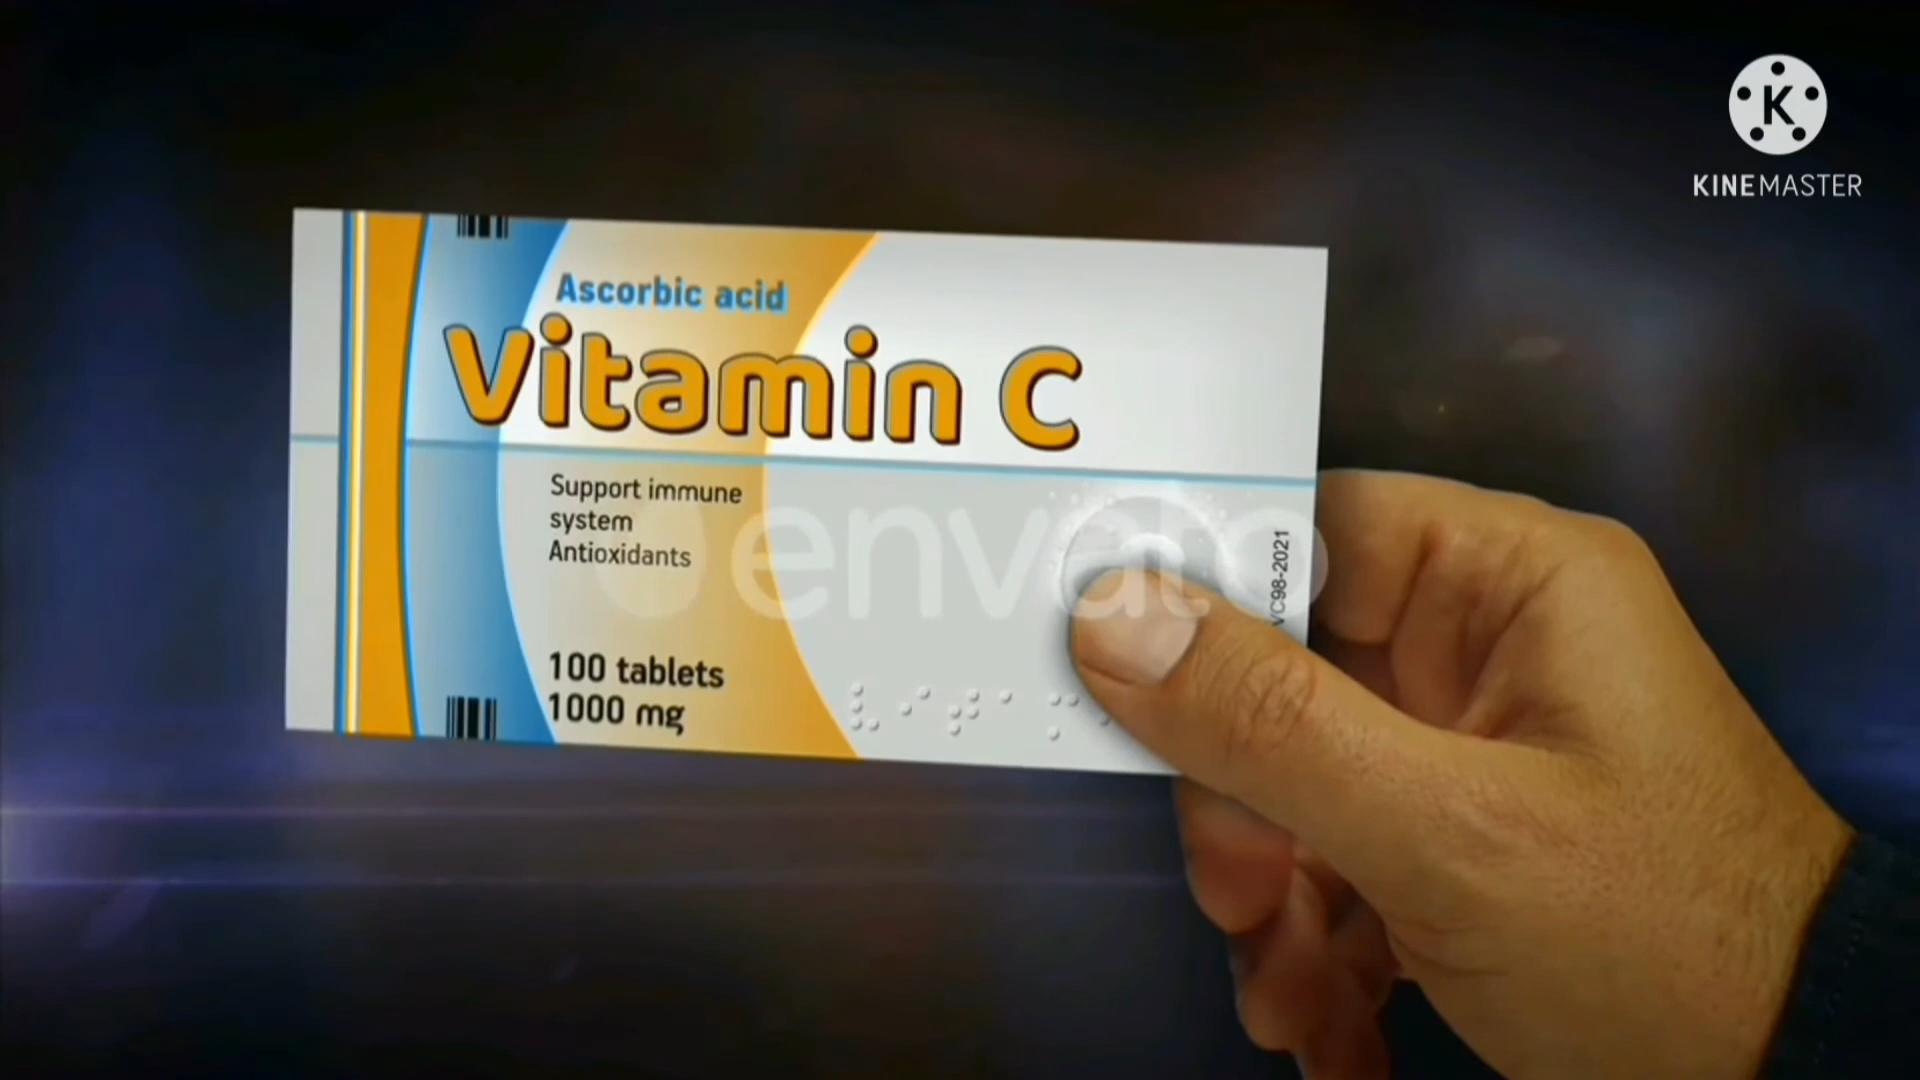 K
KINEMASTER
Ascorbic acid
Vitamin C
Support immune
system
Antioxidants
envato
VC98-2021
100 tablets
1000 mg